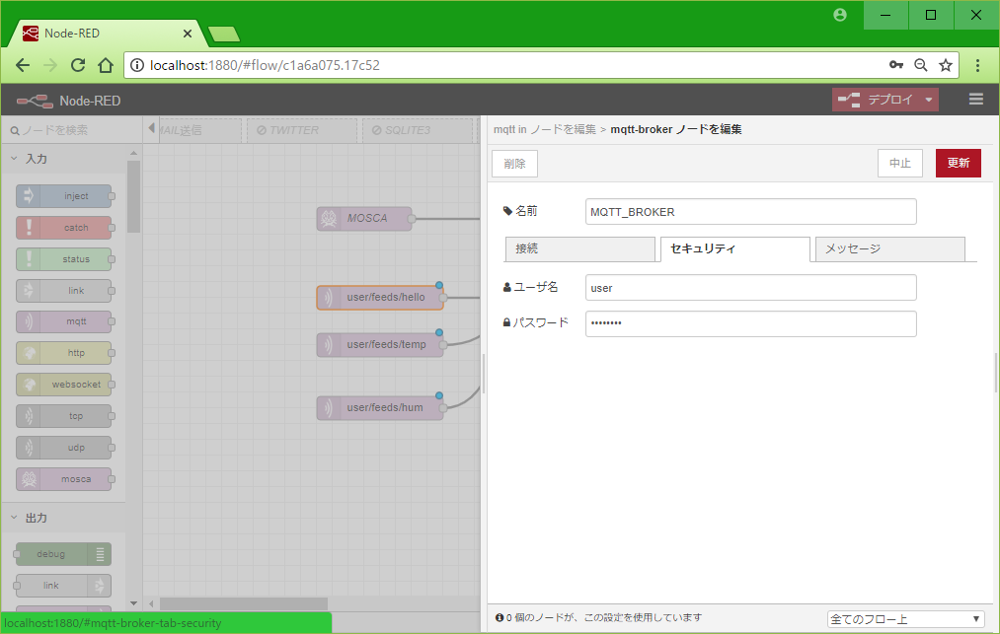 Node-RED
localhost:1880/#flow/c1a6a075.17c52
Node-RED
デプロイ
ノードを検索
AIL送信
TWITTER
SQLITE3
入力
inject
catch
status
link
mqtt
http
websocket
tcp
udp
mosca
出力
debug
link
MOSCA
user/feeds/hello
user/feeds/temp
user/feeds/hum
mqtt in ノードを編集 > mqtt-broker ノードを編集
削除
中止
更新
名前
MQTT_BROKER
接続
セキュリティ
メッセージ
ユーザ名
user
パスワード
••••••••
0 個のノードが、この設定を使用しています
全てのフロー上
localhost:1880/#mqtt-broker-tab-security